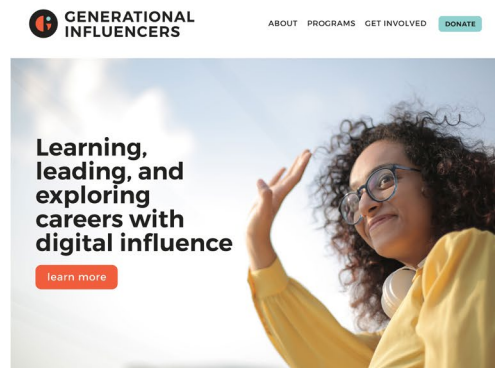 GENERATIONAL
INFLUENCERS
ABOUT PROGRAMS GET INVOLVED DONATE
Learning,
leading, and
exploring
careers with
digital influence
learn more